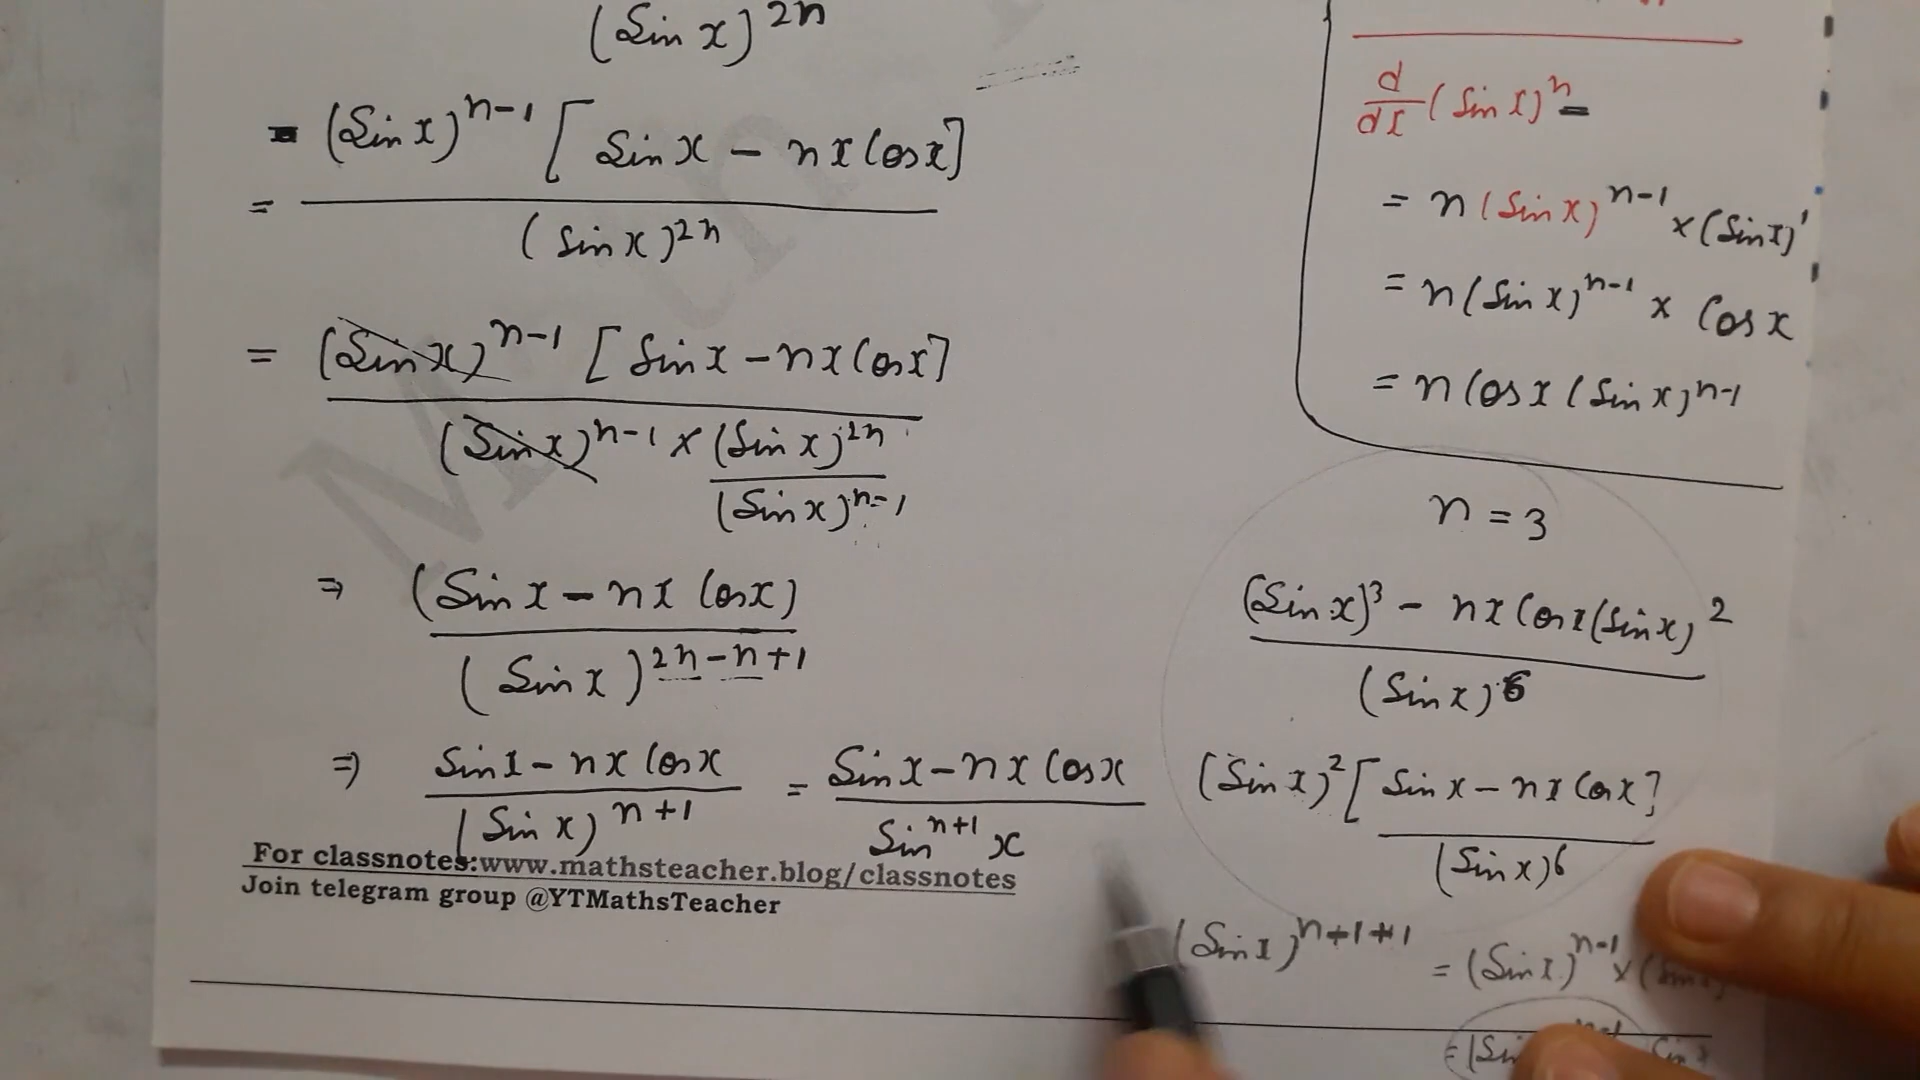 (Sin x)^2n
= (Sin x)^n-1 [Sin x - nx Cos x]
= (Sin x)^2n
= (Sin x)^n-1 [Sin x - nx Cos x]
(Sin x)^n-1 × (Sin x)^2n
(Sin x)^n-1
⇒ (Sin x - nx Cos x)
(Sin x)^2n-n+1
⇒ Sin x - nx Cos x = Sin x - nx Cos x
(Sin x)^n+1 Sin^n+1 x
For classnotes:www.mathsteacher.blog/classnotes
Join telegram group @YTMathsTeacher
d/dx (Sin x)^n =
= n (Sin x)^n-1 × (Sin x)'
= n (Sin x)^n-1 × Cos x
= n Cos x (Sin x)^n-1
n = 3
(Sin x)^3 - nx Cos x (Sin x)^2
(Sin x)^6
(Sin x)^2 [Sin x - nx Cos x]
(Sin x)^6
(Sin x)^n+1+1
= (Sin x)^n-1 × (